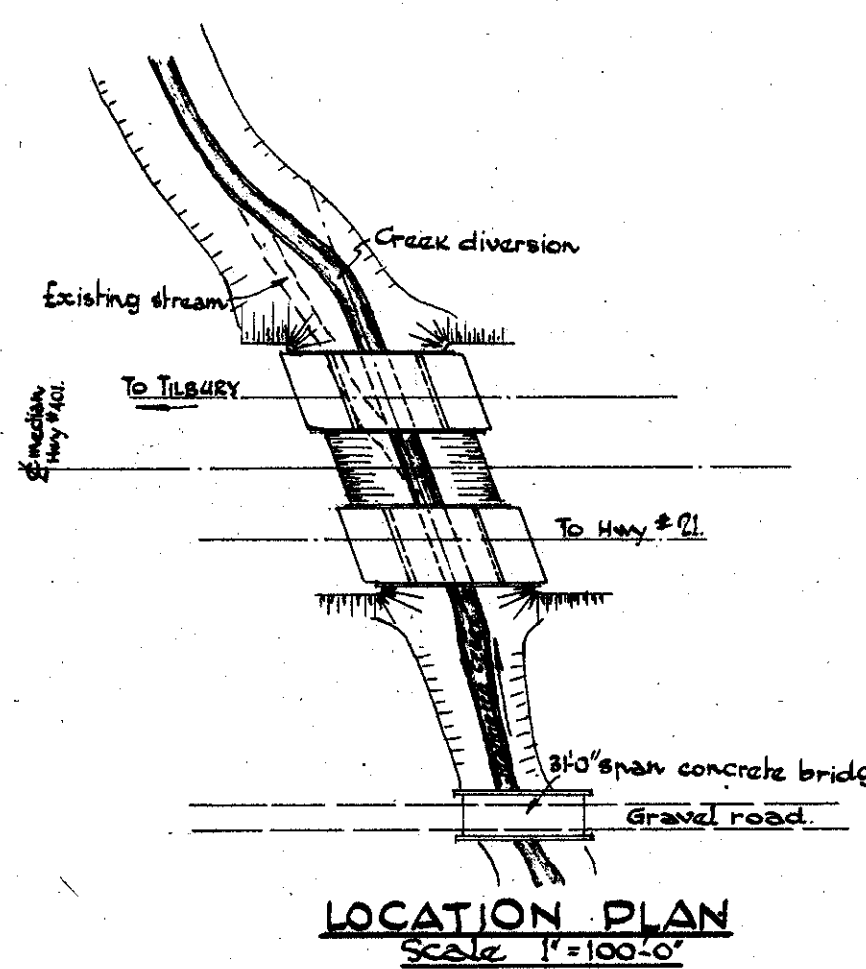 Creek diversion
Existing stream
To TILBURY
℄ median
Hwy #401.
To Hwy # 21.
31'-0" span concrete bridg
Gravel road.
LOCATION PLAN
Scale 1" = 100'-0"